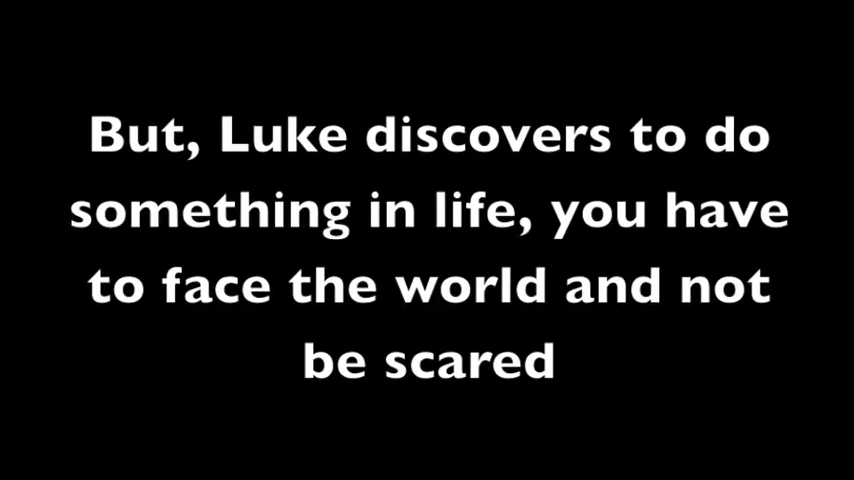 But, Luke discovers to do
something in life, you have
to face the world and not
be scared